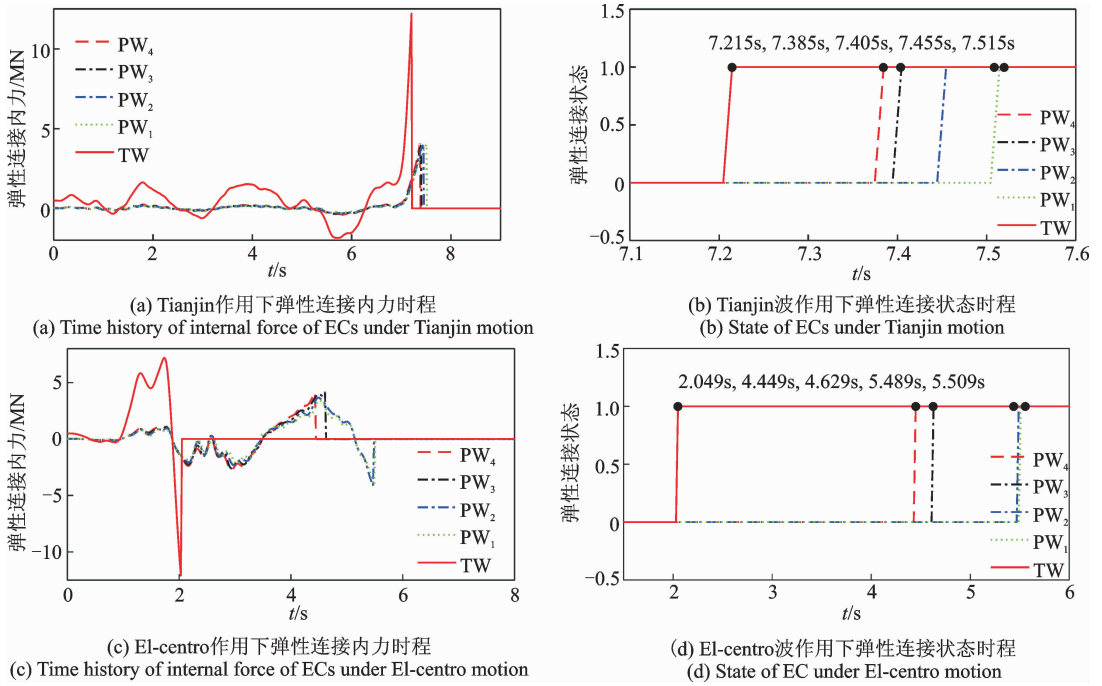 弹性连接内力/MN
10
5
0
PW4
PW3
PW2
PW1
TW
0 2 4 6 8
t/s
(a) Tianjin作用下弹性连接内力时程
(a) Time history of internal force of ECs under Tianjin motion
弹性连接状态
1.5
1.0
0.5
0
−0.5
7.215s, 7.385s, 7.405s, 7.455s, 7.515s
PW4
PW3
PW2
PW1
TW
7.1 7.2 7.3 7.4 7.5 7.6
t/s
(b) Tianjin波作用下弹性连接状态时程
(b) State of ECs under Tianjin motion
弹性连接内力/MN
5
0
−5
−10
PW4
PW3
PW2
PW1
TW
0 2 4 6 8
t/s
(c) El-centro作用下弹性连接内力时程
(c) Time history of internal force of ECs under El-centro motion
弹性连接状态
1.5
1.0
0.5
0
−0.5
2.049s, 4.449s, 4.629s, 5.489s, 5.509s
PW4
PW3
PW2
PW1
TW
2 3 4 5 6
t/s
(d) El-centro波作用下弹性连接状态时程
(d) State of EC under El-centro motion